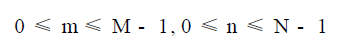 0 ⩽ m ⩽ M - 1, 0 ⩽ n ⩽ N - 1